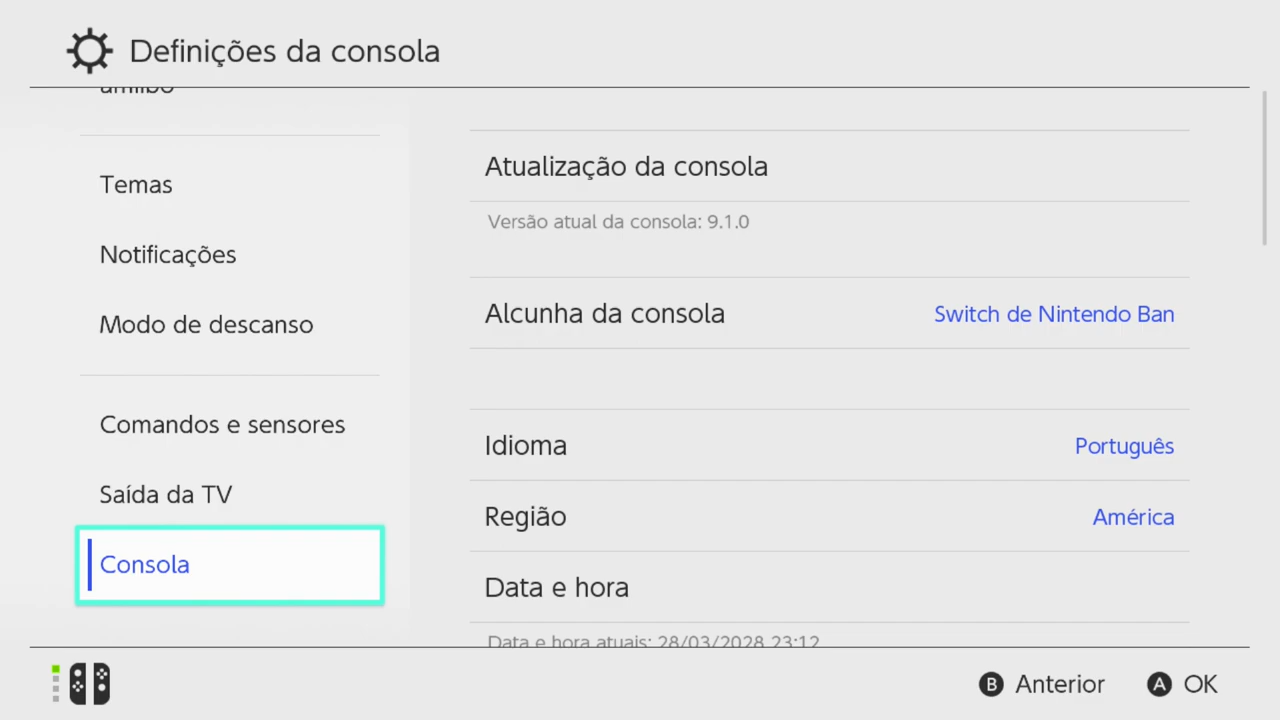 Definições da consola
amiibo
Temas
Notificações
Modo de descanso
Comandos e sensores
Saída da TV
Consola
Atualização da consola
Versão atual da consola: 9.1.0
Alcunha da consola Switch de Nintendo Ban
Idioma Português
Região América
Data e hora
Data e hora atuais: 28/03/2028 23:12
B Anterior A OK